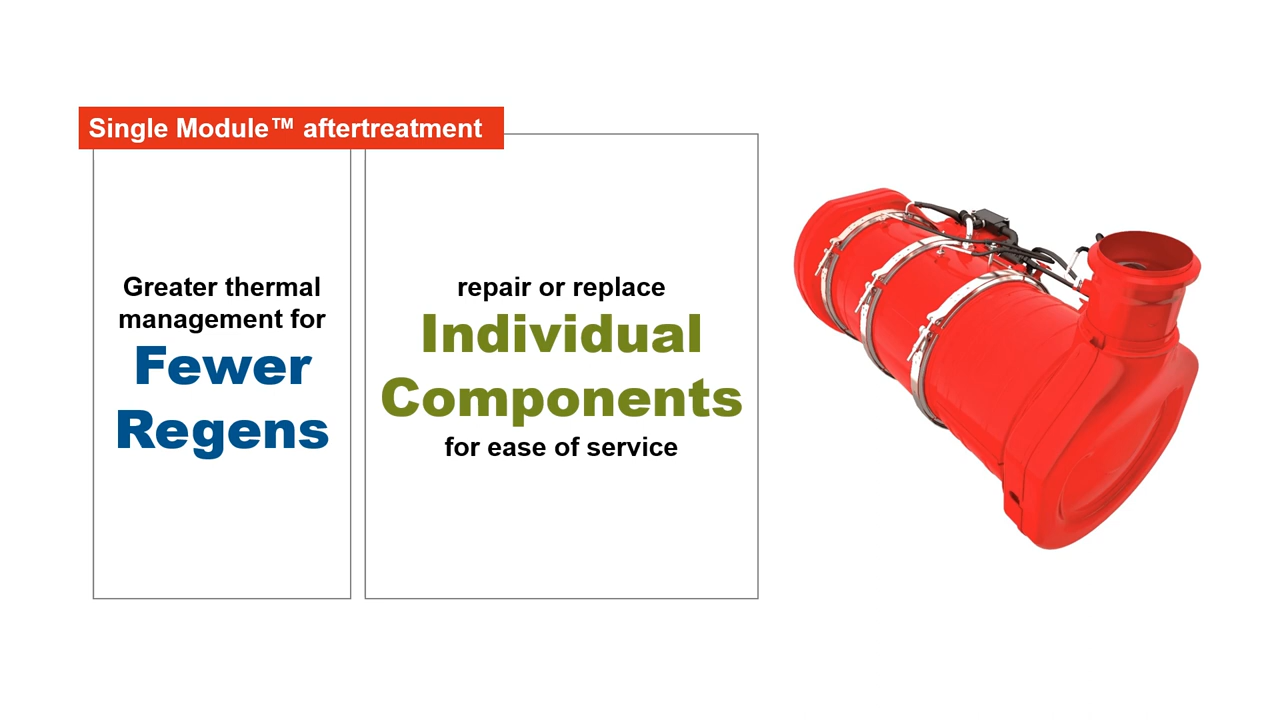 Single Module™ aftertreatment
Greater thermal
management for
Fewer
Regens
repair or replace
Individual
Components
for ease of service